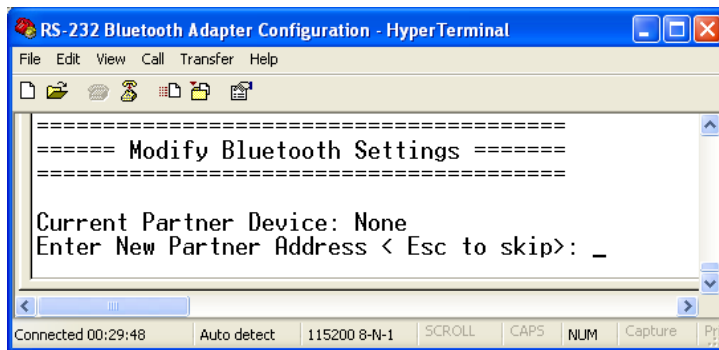 RS-232 Bluetooth Adapter Configuration - HyperTerminal
File Edit View Call Transfer Help
========================================
====== Modify Bluetooth Settings =======
========================================
Current Partner Device: None
Enter New Partner Address < Esc to skip>: _
Connected 00:29:48 Auto detect 115200 8-N-1 SCROLL CAPS NUM Capture Pr